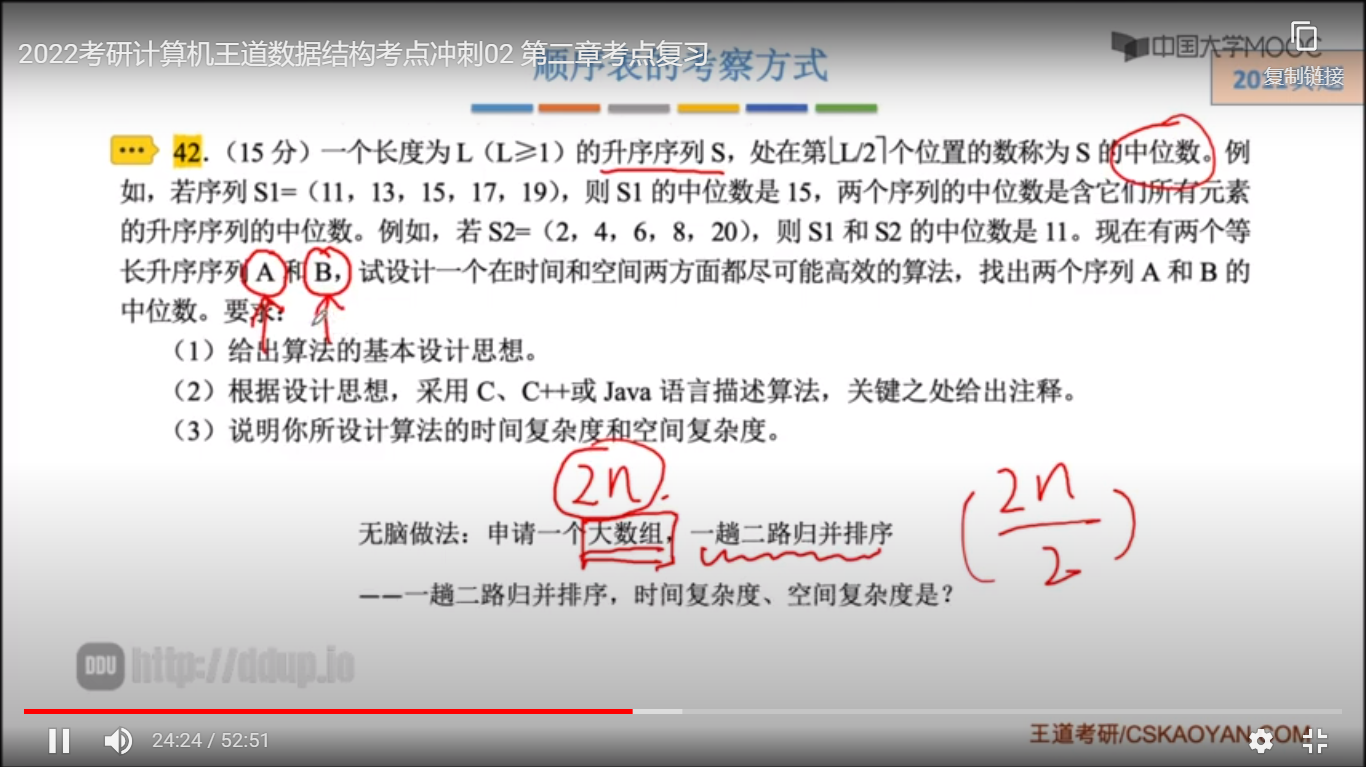 2022考研计算机王道数据结构考点冲刺02 第二章考点复习
顺序表的考察方式
中国大学MOOC
复制链接
42.（15 分）一个长度为 L（L≥1）的升序序列 S，处在第⌊L/2⌉个位置的数称为 S 的中位数。例
如，若序列 S1=（11，13，15，17，19），则 S1 的中位数是 15，两个序列的中位数是含它们所有元素
的升序序列的中位数。例如，若 S2=（2，4，6，8，20），则 S1 和 S2 的中位数是 11。现在有两个等
长升序序列 A 和 B，试设计一个在时间和空间两方面都尽可能高效的算法，找出两个序列 A 和 B 的
中位数。要求：
（1）给出算法的基本设计思想。
（2）根据设计思想，采用 C、C++或 Java 语言描述算法，关键之处给出注释。
（3）说明你所设计算法的时间复杂度和空间复杂度。
2n
无脑做法：申请一个大数组，一趟二路归并排序
(2n/2)
——一趟二路归并排序，时间复杂度、空间复杂度是？
DDU http://ddup.io
王道考研/CSKAOYAN.COM
24:24 / 52:51